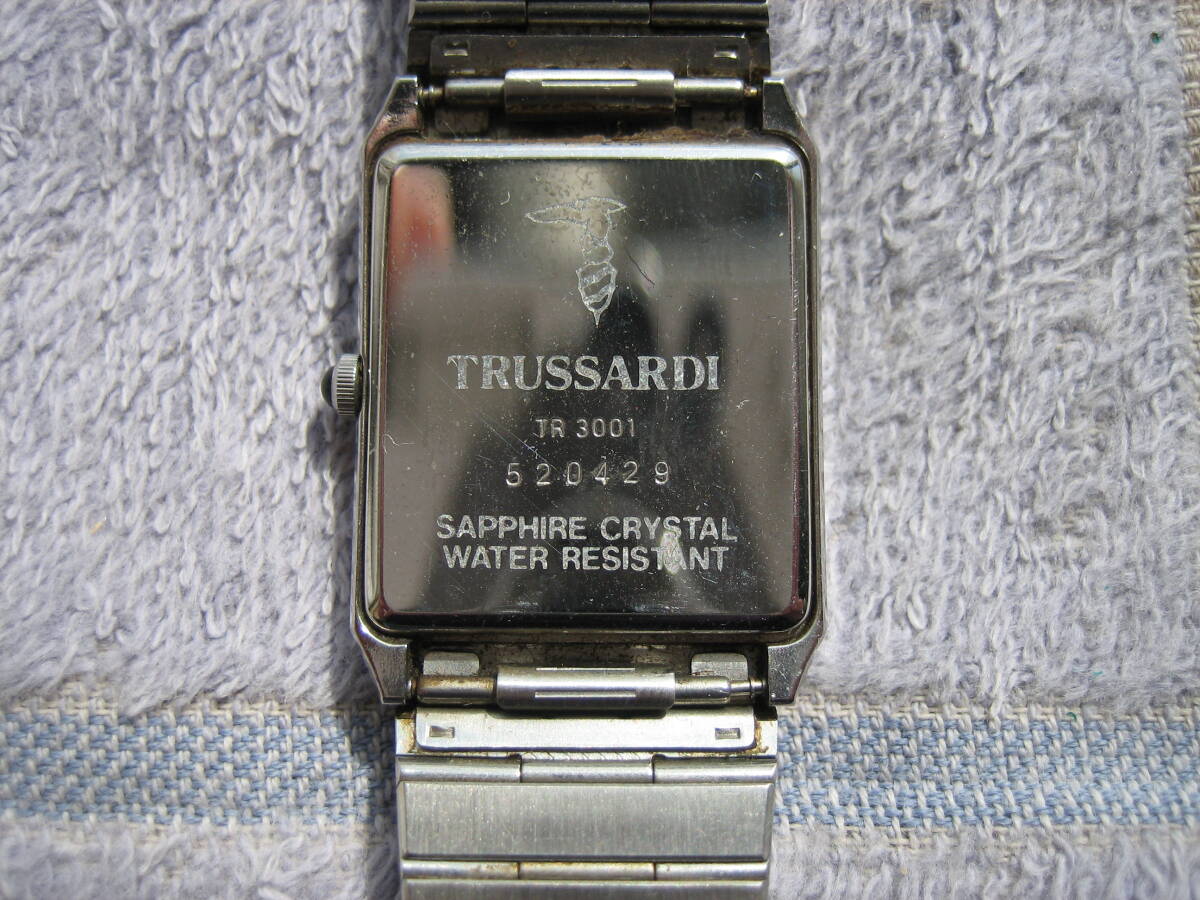 TRUSSARDI
TR 3001
520429
SAPPHIRE CRYSTAL
WATER RESISTANT